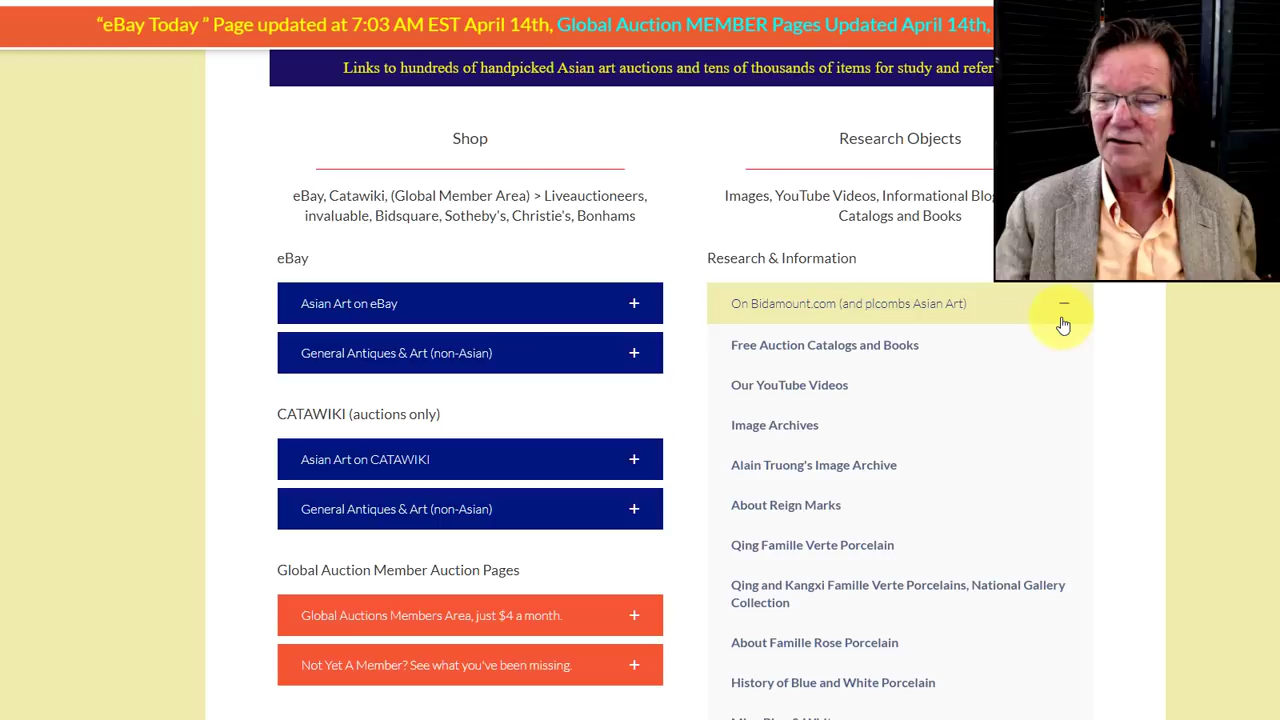 “eBay Today ” Page updated at 7:03 AM EST April 14th, Global Auction MEMBER Pages Updated April 14th,
Links to hundreds of handpicked Asian art auctions and tens of thousands of items for study and
Shop
eBay, Catawiki, (Global Member Area) > Liveauctioneers,
invaluable, Bidsquare, Sotheby's, Christie's, Bonhams
eBay
Asian Art on eBay +
General Antiques & Art (non-Asian) +
CATAWIKI (auctions only)
Asian Art on CATAWIKI +
General Antiques & Art (non-Asian) +
Global Auction Member Auction Pages
Global Auctions Members Area, just $4 a month. +
Not Yet A Member? See what you've been missing. +
Research Objects
Images, YouTube Videos, Informational
Catalogs and Books
Research & Information
On Bidamount.com (and plcombs Asian Art) –
Free Auction Catalogs and Books
Our YouTube Videos
Image Archives
Alain Truong's Image Archive
About Reign Marks
Qing Famille Verte Porcelain
Qing and Kangxi Famille Verte Porcelains, National Gallery
Collection
About Famille Rose Porcelain
History of Blue and White Porcelain